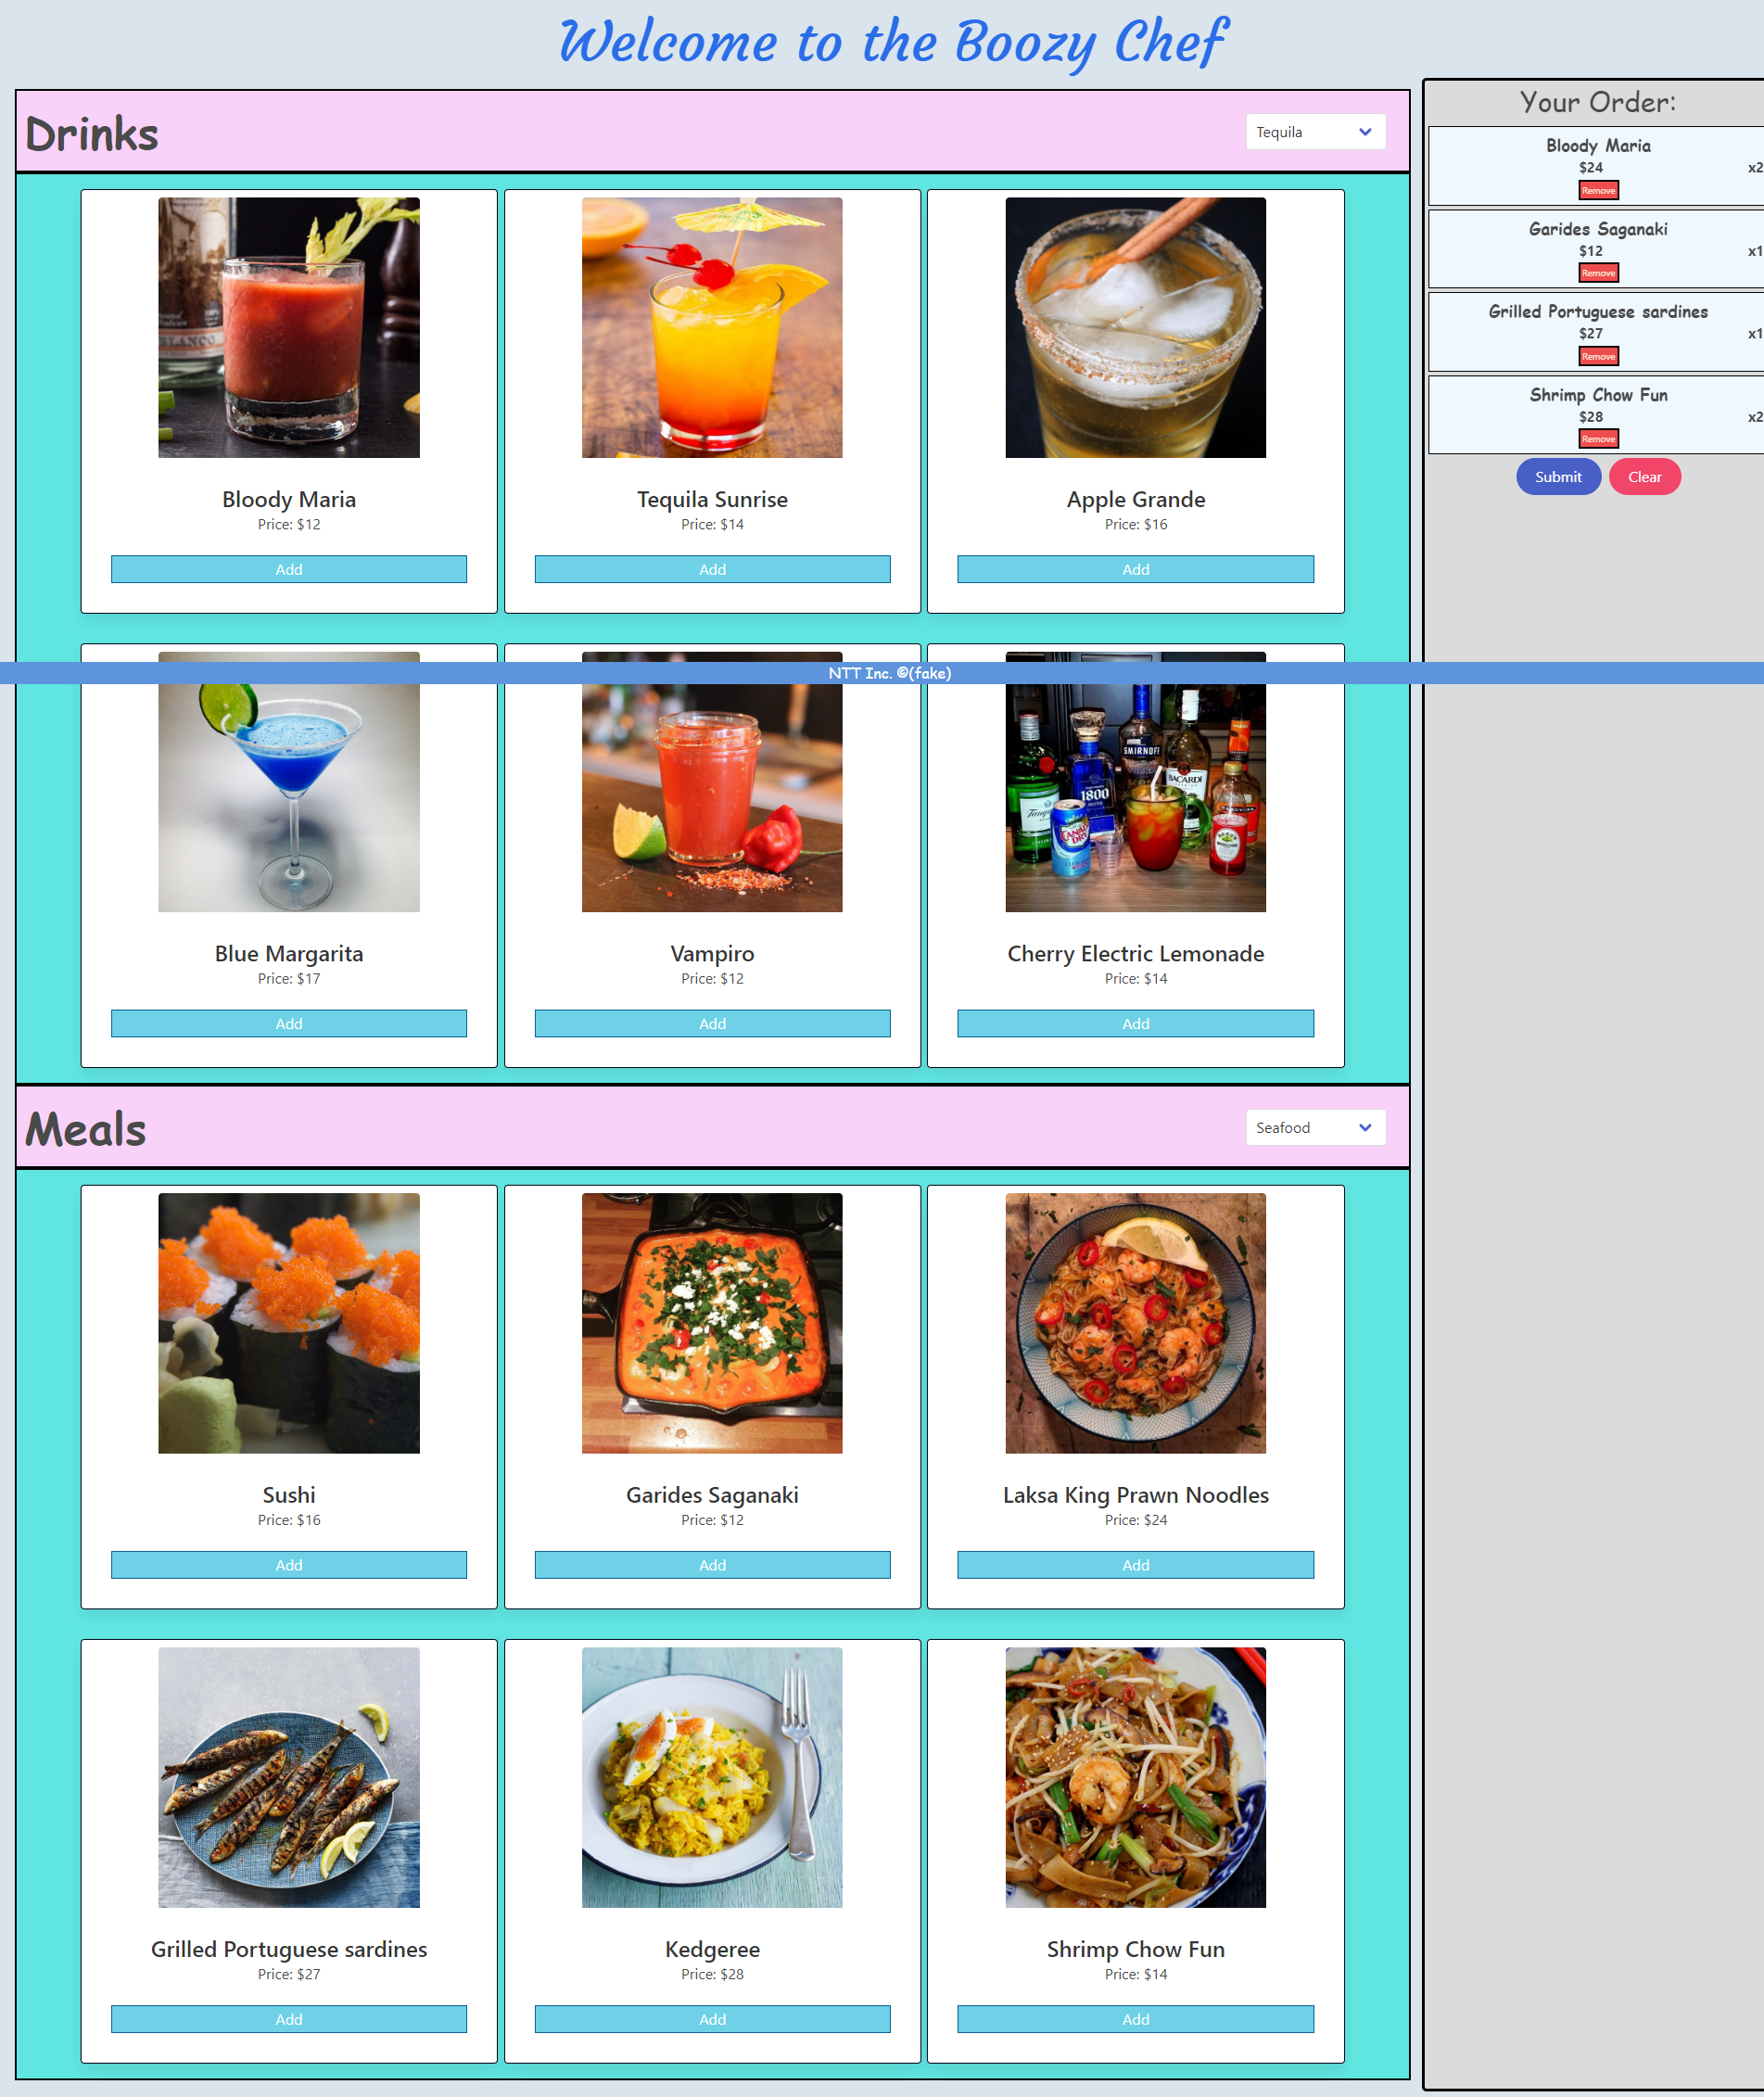 Welcome to the Boozy Chef
Drinks
Tequila
Bloody Maria
Price: $12
Add
Tequila Sunrise
Price: $14
Add
Apple Grande
Price: $16
Add
NTT Inc. ©(fake)
SMIRNOFF
BACARDI
1800
CANADA DRY
Blue Margarita
Price: $17
Add
Vampiro
Price: $12
Add
Cherry Electric Lemonade
Price: $14
Add
Meals
Seafood
Sushi
Price: $16
Add
Garides Saganaki
Price: $12
Add
Laksa King Prawn Noodles
Price: $24
Add
Grilled Portuguese sardines
Price: $27
Add
Kedgeree
Price: $28
Add
Shrimp Chow Fun
Price: $14
Add
Your Order:
Bloody Maria
$24 x2
Remove
Garides Saganaki
$12 x1
Remove
Grilled Portuguese sardines
$27 x1
Remove
Shrimp Chow Fun
$28 x2
Remove
Submit Clear